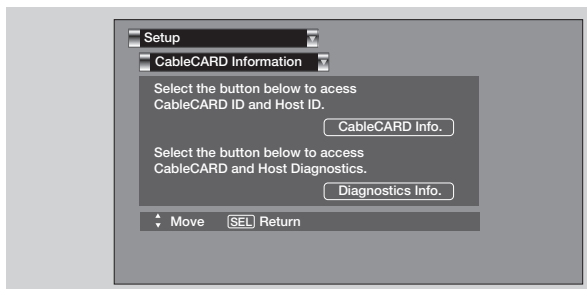 Setup
CableCARD Information
Select the button below to acess
CableCARD ID and Host ID.
CableCARD Info.
Select the button below to access
CableCARD and Host Diagnostics.
Diagnostics Info.
Move SEL Return